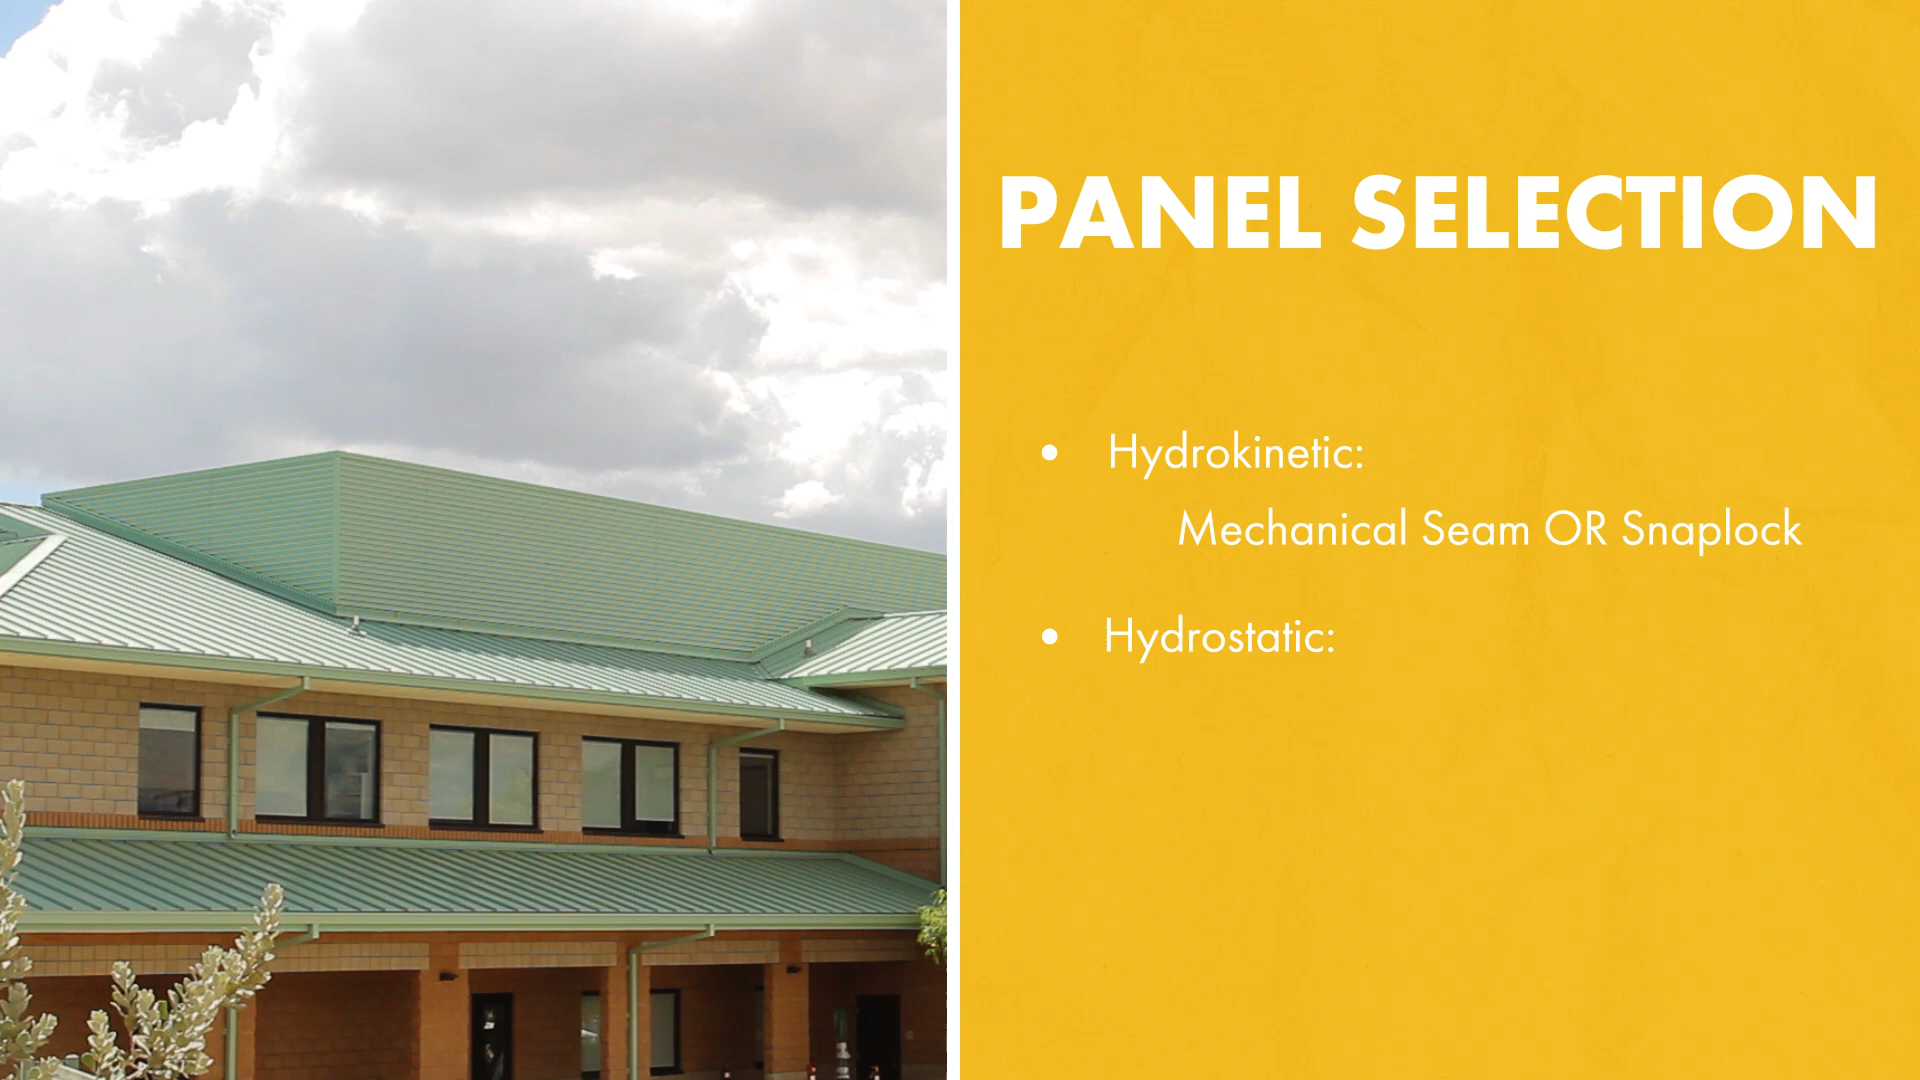 PANEL SELECTION
• Hydrokinetic:
Mechanical Seam OR Snaplock
• Hydrostatic: